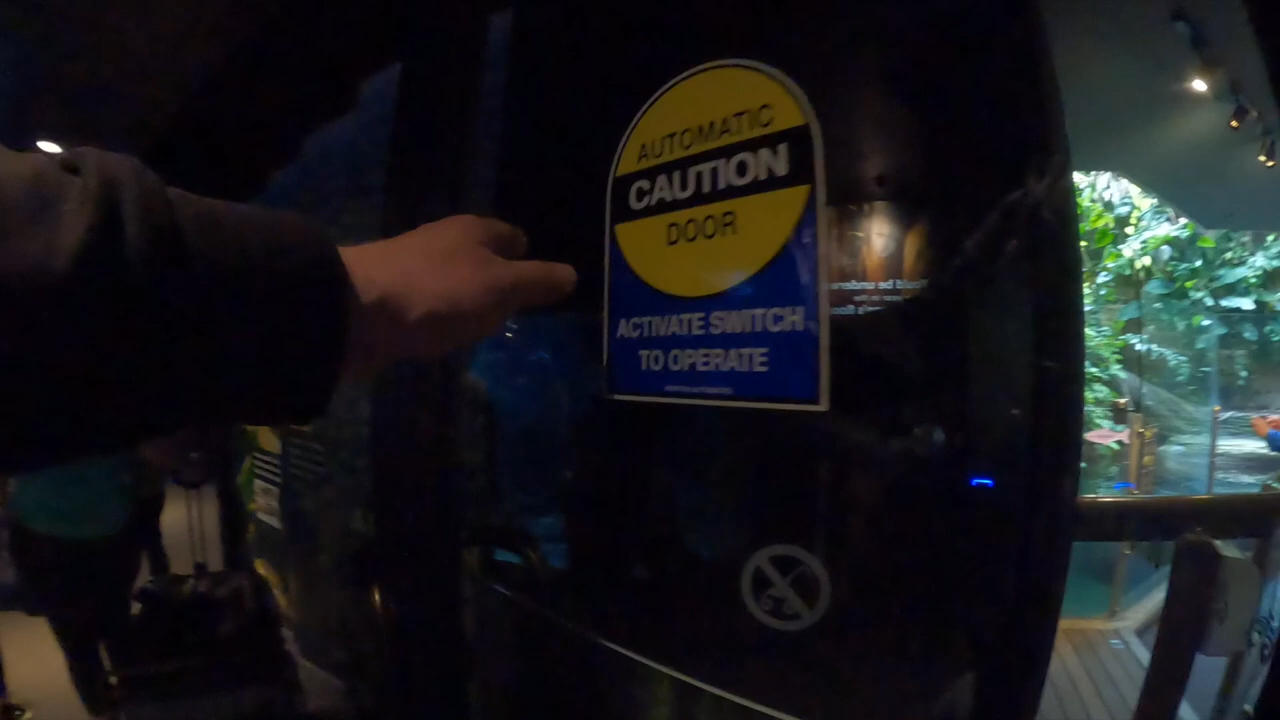 AUTOMATIC
CAUTION
DOOR
ACTIVATE SWITCH
TO OPERATE